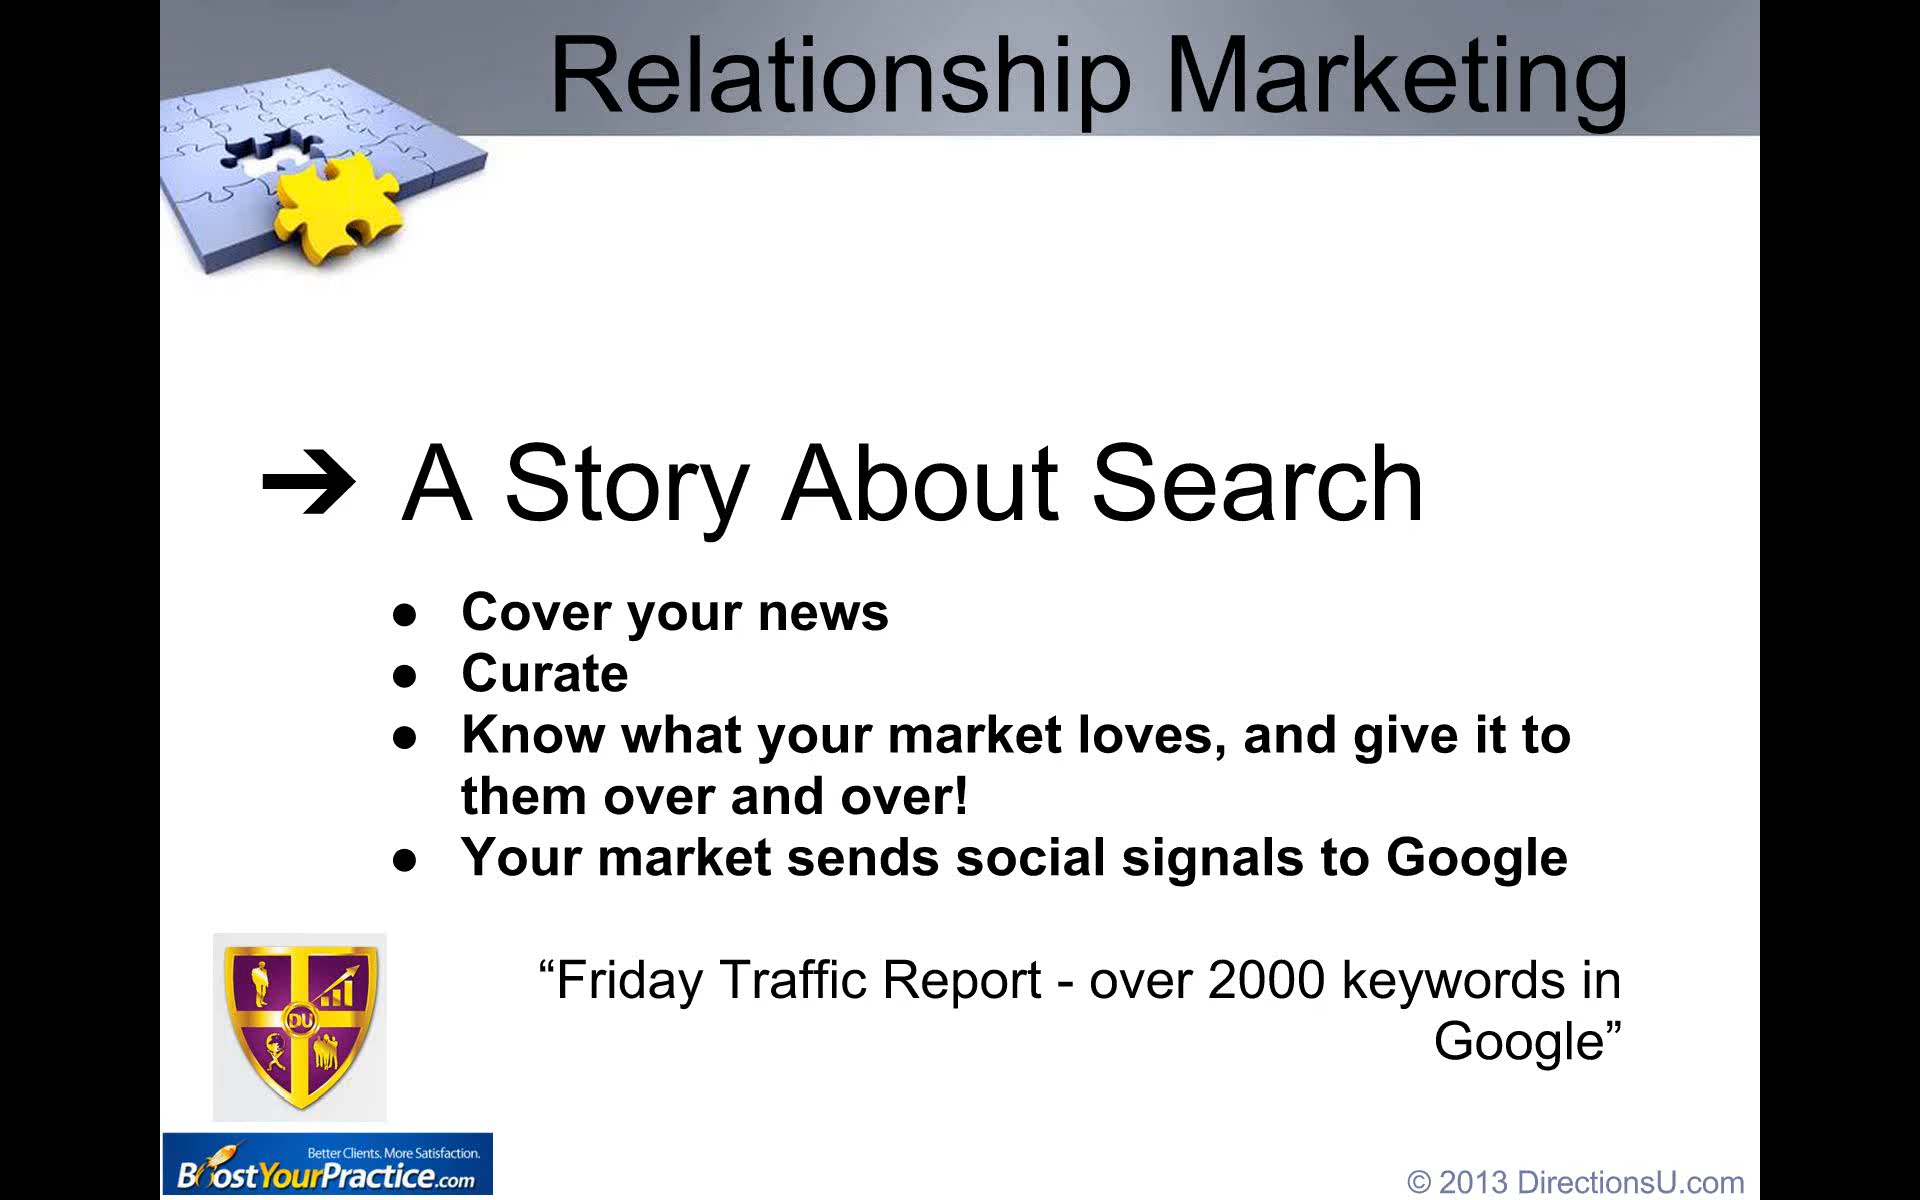 Relationship Marketing
➔ A Story About Search
● Cover your news
● Curate
● Know what your market loves, and give it to
them over and over!
● Your market sends social signals to Google
“Friday Traffic Report - over 2000 keywords in
Google”
DU
Better Clients. More Satisfaction.
BoostYourPractice.com
© 2013 DirectionsU.com